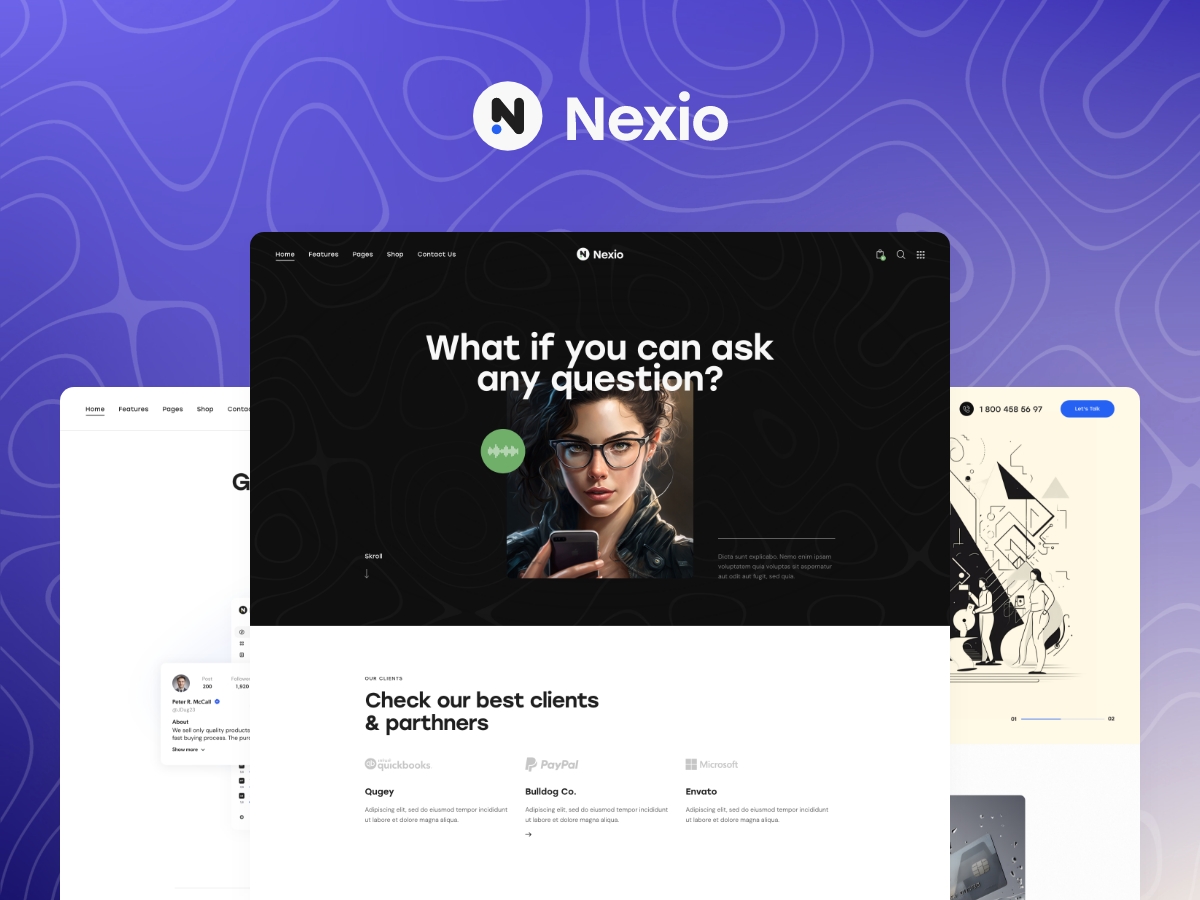 Nexio
Home Features Pages Shop Contact Us
Nexio
What if you can ask
any question?
Skroll
Dicta sunt explicabo. Nemo enim ipsam
voluptatem quia voluptas sit aspernatur
aut odit aut fugit, sed quia.
OUR CLIENTS
Check our best clients
& parthners
intuit quickbooks.
PayPal
Microsoft
Qugey
Bulldog Co.
Envato
Adipiscing elit, sed do eiusmod tempor incididunt
ut labore et dolore magna aliqua.
Adipiscing elit, sed do eiusmod tempor incididunt
ut labore et dolore magna aliqua.
Adipiscing elit, sed do eiusmod tempor incididunt
ut labore et dolore magna aliqua.
Home Features Pages Shop Contac
G
Post
200
Followe
1,920
Peter R. McCall
About
We sell only quality products
fast buying process. The pur
Show more
1 800 458 56 97
Let's Talk
01
02